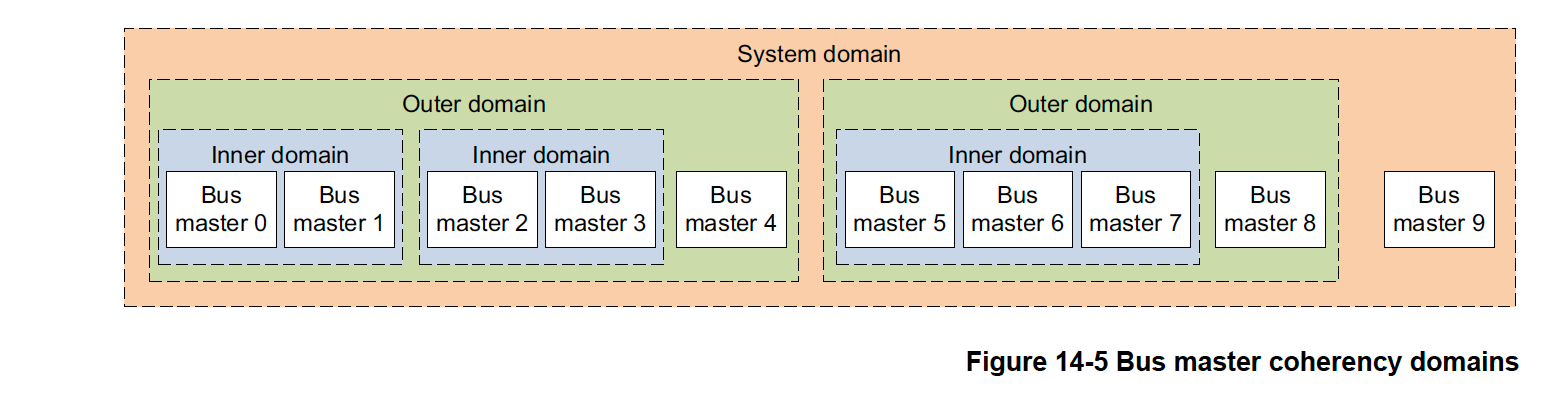 System domain
Outer domain
Outer domain
Inner domain
Inner domain
Inner domain
Bus
master 0
Bus
master 1
Bus
master 2
Bus
master 3
Bus
master 4
Bus
master 5
Bus
master 6
Bus
master 7
Bus
master 8
Bus
master 9
Figure 14-5 Bus master coherency domains